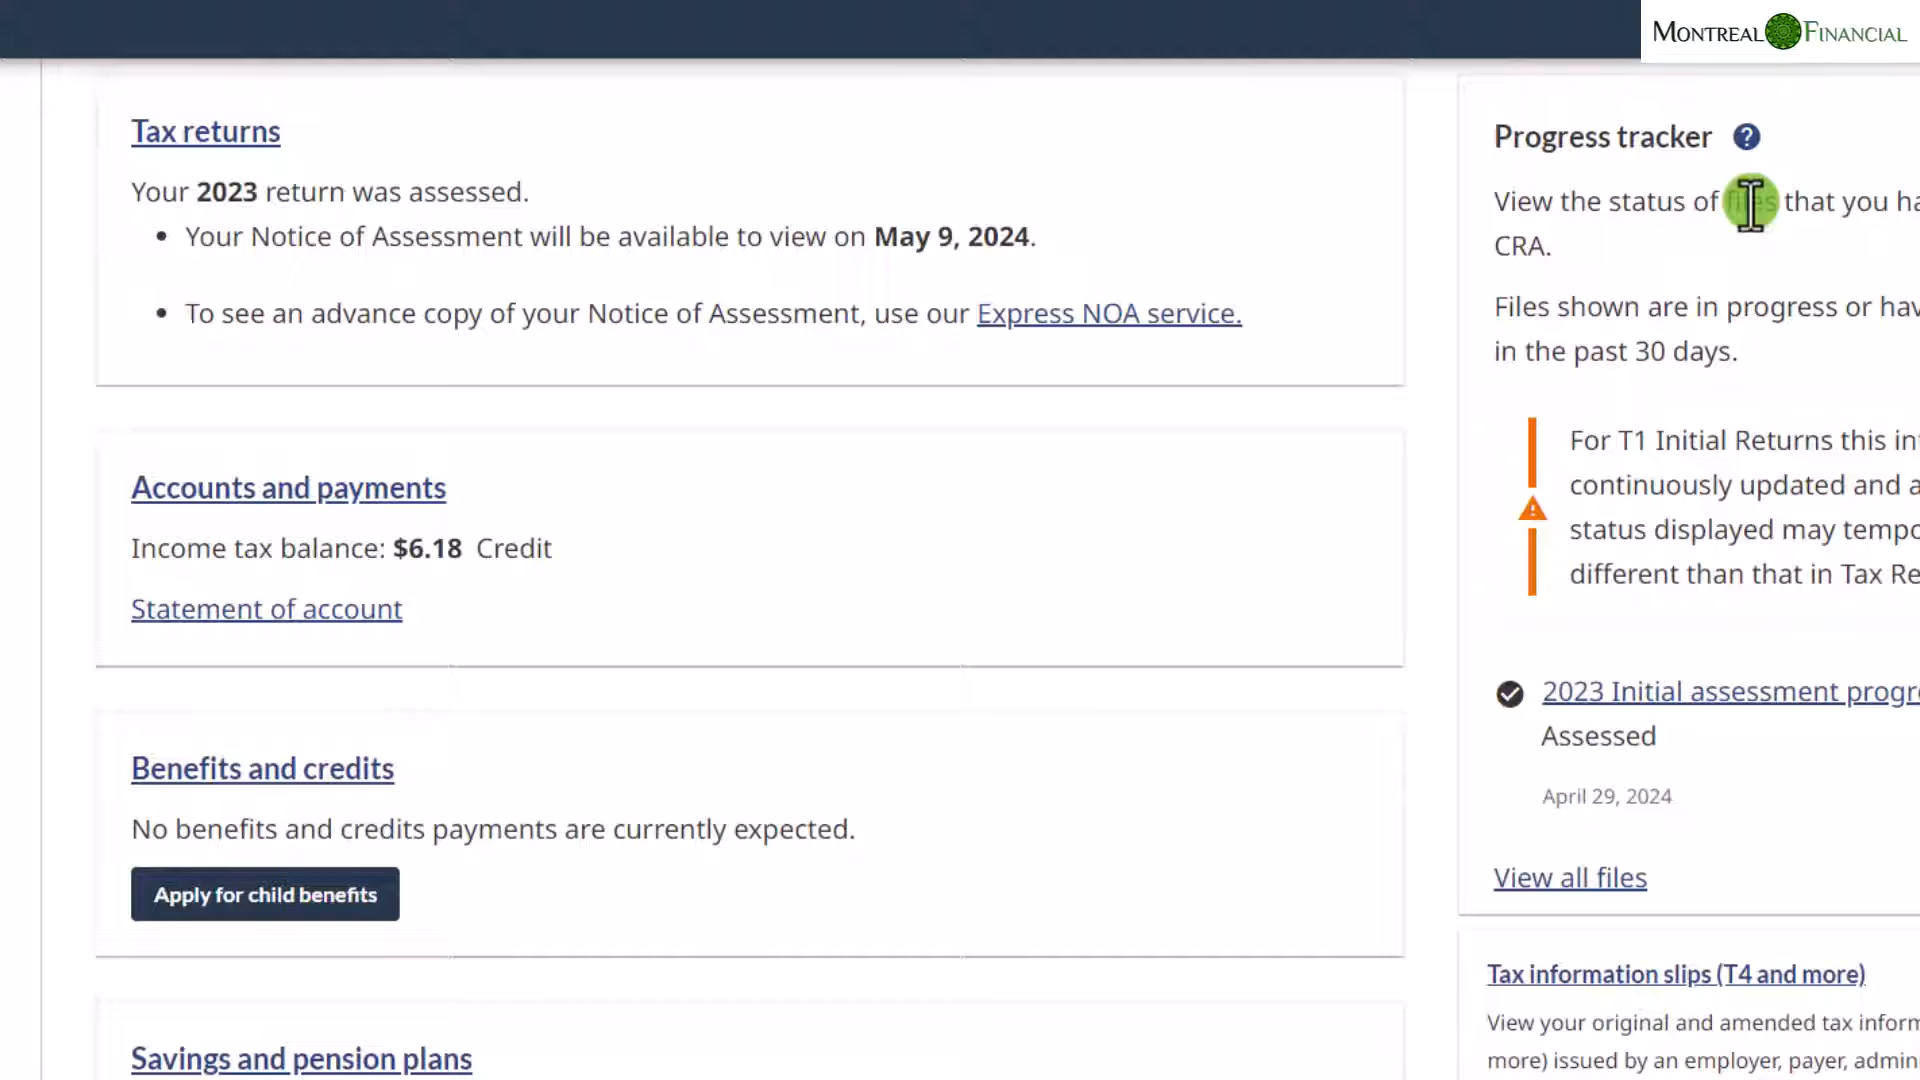 MONTREAL FINANCIAL
Tax returns
Your 2023 return was assessed.
• Your Notice of Assessment will be available to view on May 9, 2024.
• To see an advance copy of your Notice of Assessment, use our Express NOA service.
Accounts and payments
Income tax balance: $6.18 Credit
Statement of account
Benefits and credits
No benefits and credits payments are currently expected.
Apply for child benefits
Savings and pension plans
Progress tracker ?
View the status of files that you ha
CRA.
Files shown are in progress or hav
in the past 30 days.
For T1 Initial Returns this in
continuously updated and a
status displayed may tempo
different than that in Tax Re
2023 Initial assessment progr
Assessed
April 29, 2024
View all files
Tax information slips (T4 and more)
View your original and amended tax inform
more) issued by an employer, payer, admin